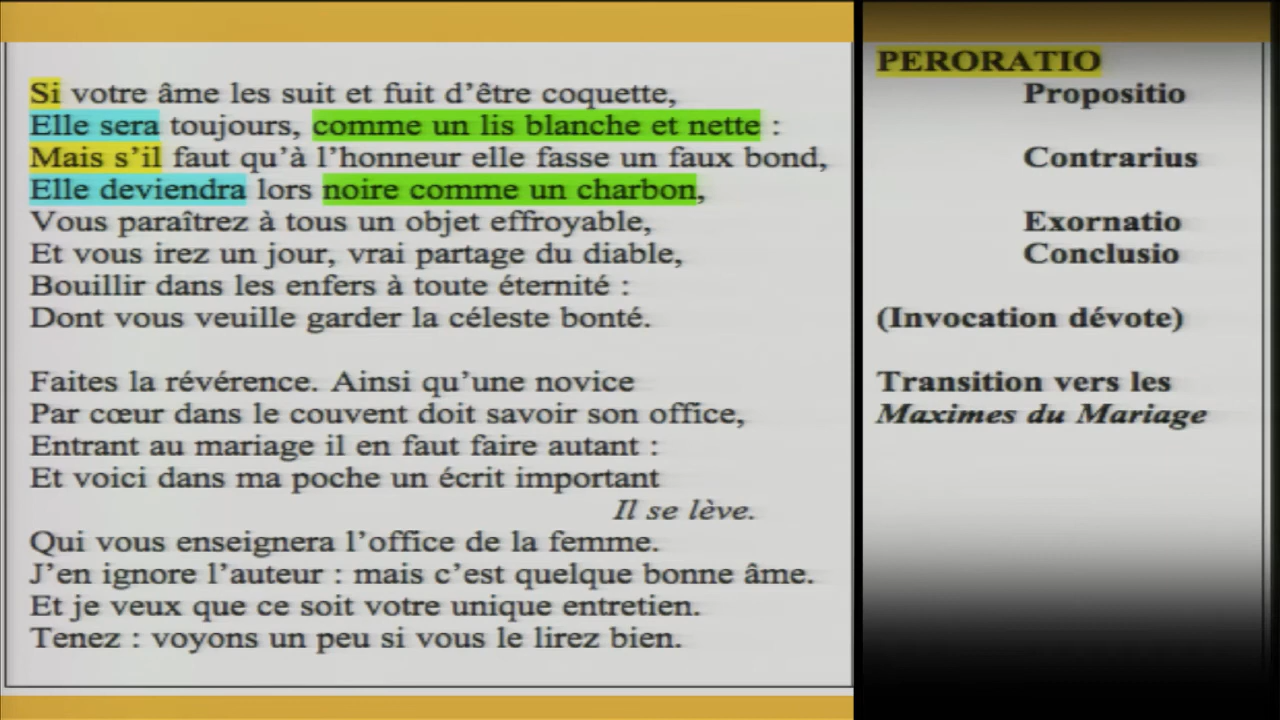 Si votre âme les suit et fuit d’être coquette,
Elle sera toujours, comme un lis blanche et nette :
Mais s’il faut qu’à l’honneur elle fasse un faux bond,
Elle deviendra lors noire comme un charbon,
Vous paraîtrez à tous un objet effroyable,
Et vous irez un jour, vrai partage du diable,
Bouillir dans les enfers à toute éternité :
Dont vous veuille garder la céleste bonté.
Faites la révérence. Ainsi qu’une novice
Par cœur dans le couvent doit savoir son office,
Entrant au mariage il en faut faire autant :
Et voici dans ma poche un écrit important
Il se lève.
Qui vous enseignera l’office de la femme.
J’en ignore l’auteur : mais c’est quelque bonne âme.
Et je veux que ce soit votre unique entretien.
Tenez : voyons un peu si vous le lirez bien.
PERORATIO
Propositio
Contrarius
Exornatio
Conclusio
(Invocation dévote)
Transition vers les
Maximes du Mariage